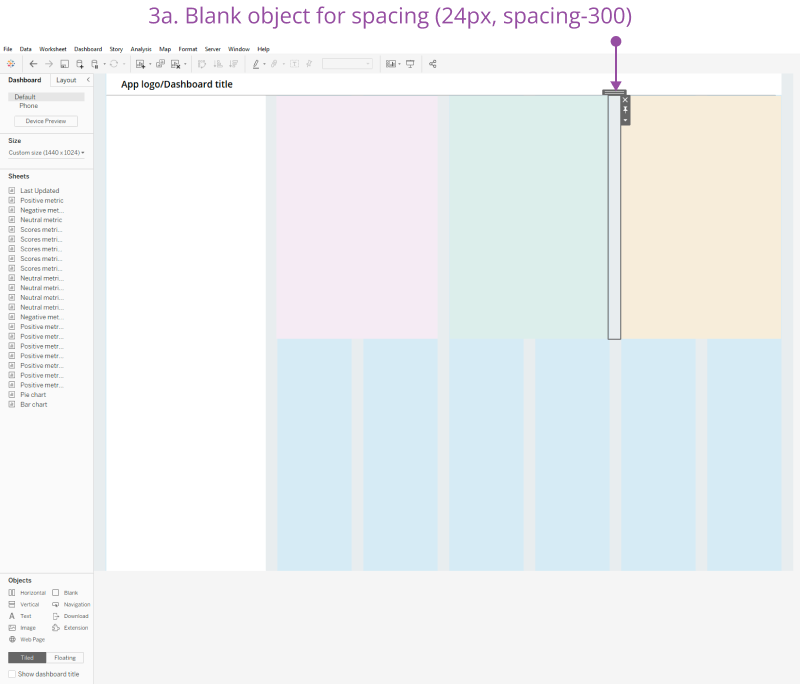 3a. Blank object for spacing (24px, spacing-300)
File Data Worksheet Dashboard Story Analysis Map Format Server Window Help
Dashboard Layout
App logo/Dashboard title
Default
Phone
Device Preview
Size
Custom size (1440 x 1024)
Sheets
Last Updated
Positive metric
Negative met...
Neutral metric
Scores metri...
Scores metri...
Scores metri...
Scores metri...
Scores metri...
Neutral metri...
Neutral metri...
Neutral metri...
Neutral metri...
Negative met...
Positive metr...
Positive metr...
Positive metr...
Positive metr...
Positive metr...
Positive metr...
Positive metr...
Pie chart
Bar chart
Objects
Horizontal Blank
Vertical Navigation
Text Download
Image Extension
Web Page
Tiled Floating
Show dashboard title